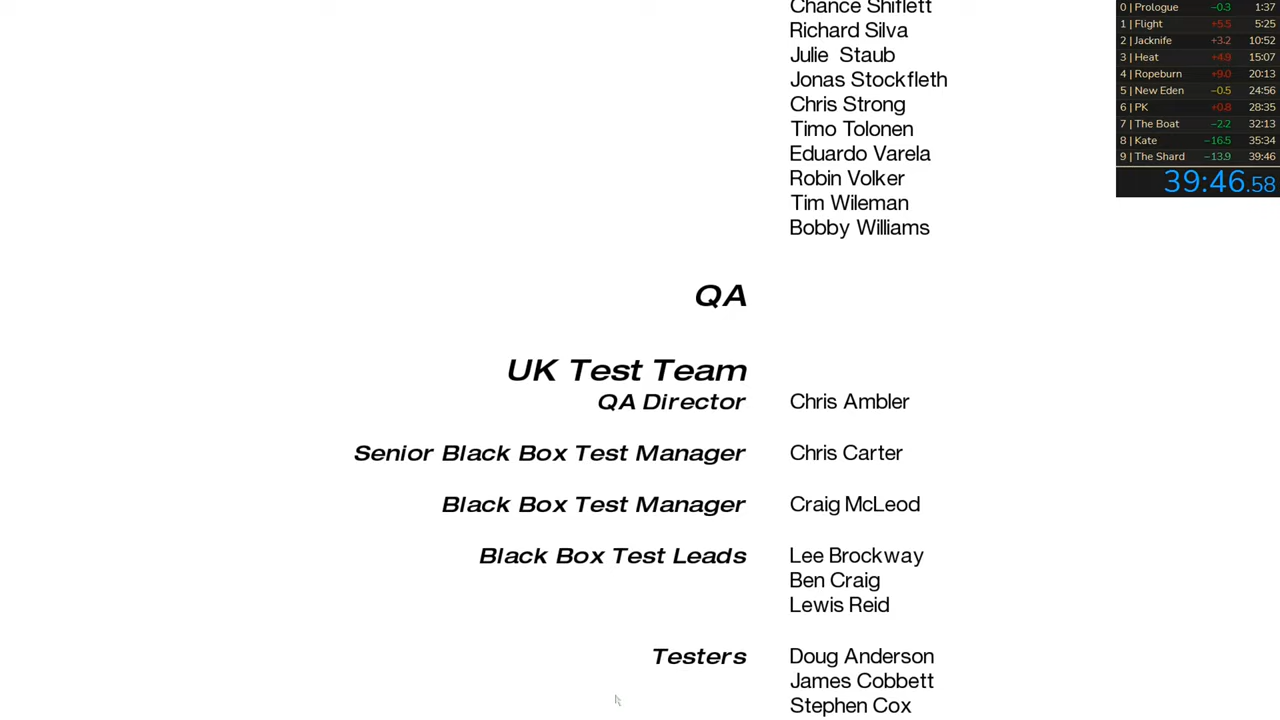 Chance Shiflett
Richard Silva
Julie  Staub
Jonas Stockfleth
Chris Strong
Timo Tolonen
Eduardo Varela
Robin Volker
Tim Wileman
Bobby Williams
QA
UK Test Team
QA Director Chris Ambler
Senior Black Box Test Manager Chris Carter
Black Box Test Manager Craig McLeod
Black Box Test Leads Lee Brockway
Ben Craig
Lewis Reid
Testers Doug Anderson
James Cobbett
Stephen Cox
0 | Prologue −0.3 1:37
1 | Flight +5.5 5:25
2 | Jacknife +3.2 10:52
3 | Heat +4.9 15:07
4 | Ropeburn +9.0 20:13
5 | New Eden −0.5 24:56
6 | PK +0.8 28:35
7 | The Boat −2.2 32:13
8 | Kate −16.5 35:34
9 | The Shard −13.9 39:46
39:46.58